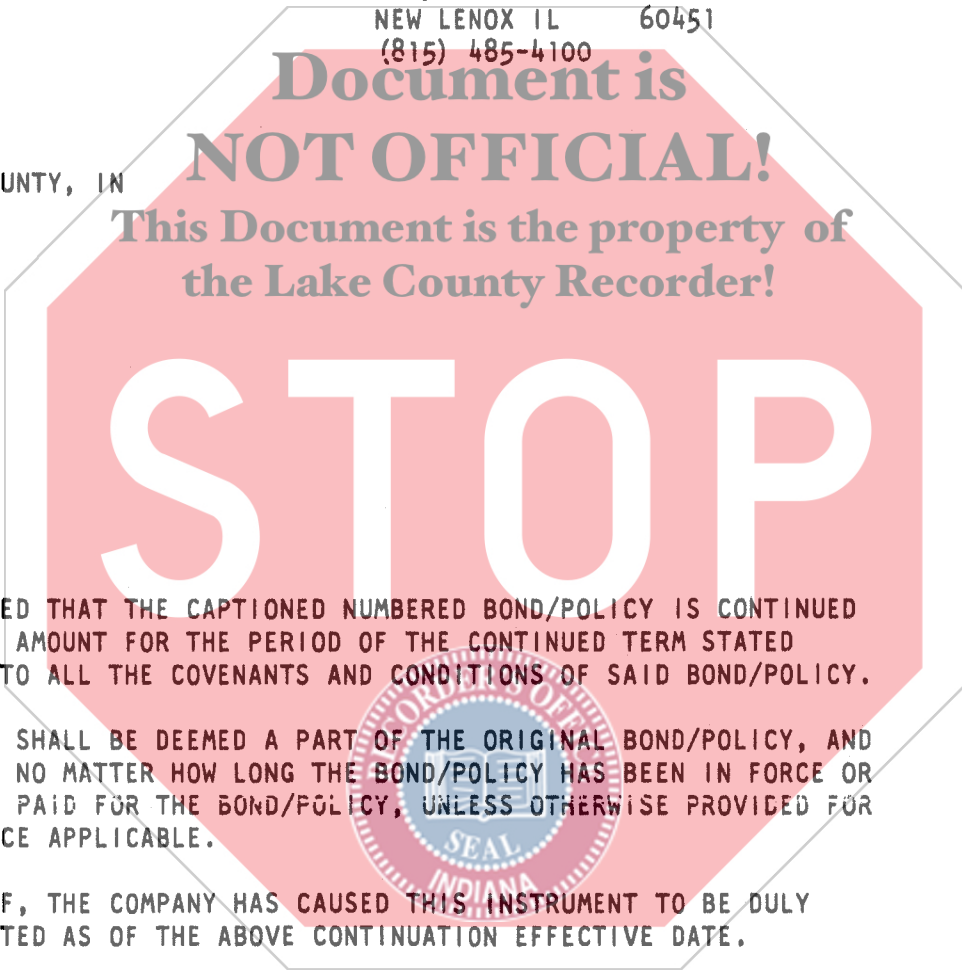 NEW LENOX IL 60451
(815) 485-4100
Document is
NOT OFFICIAL!
UNTY, IN
This Document is the property of
the Lake County Recorder!
STOP
ED THAT THE CAPTIONED NUMBERED BOND/POLICY IS CONTINUED
AMOUNT FOR THE PERIOD OF THE CONTINUED TERM STATED
TO ALL THE COVENANTS AND CONDITIONS OF SAID BOND/POLICY.
SHALL BE DEEMED A PART OF THE ORIGINAL BOND/POLICY, AND
NO MATTER HOW LONG THE BOND/POLICY HAS BEEN IN FORCE OR
PAID FOR THE BOND/POLICY, UNLESS OTHERWISE PROVIDED FOR
CE APPLICABLE.
F, THE COMPANY HAS CAUSED THIS INSTRUMENT TO BE DULY
TED AS OF THE ABOVE CONTINUATION EFFECTIVE DATE.
RECORDER'S OFFICE
SEAL
INDIANA